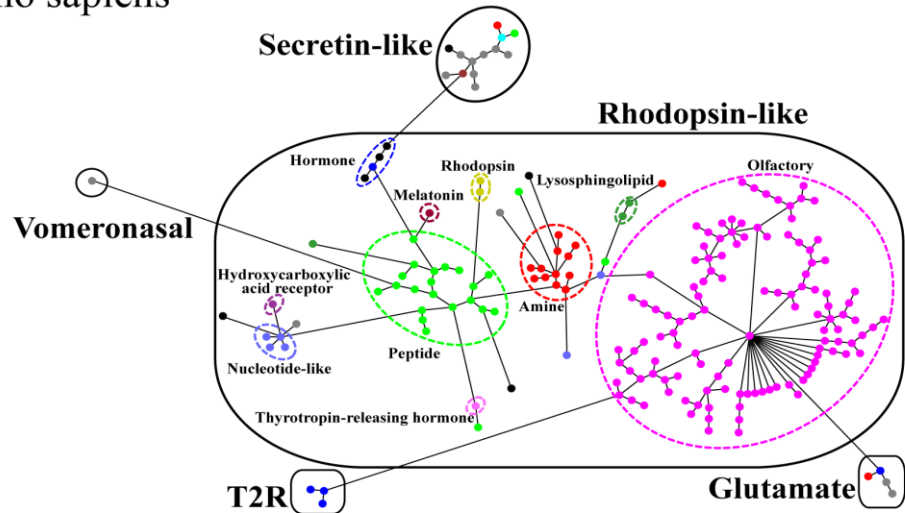 Secretin-like
Rhodopsin-like
Hormone
Rhodopsin
Olfactory
Melatonin
Lysosphingolipid
Vomeronasal
Hydroxycarboxylic
acid receptor
Amine
Peptide
Nucleotide-like
Thyrotropin-releasing hormone
T2R
Glutamate